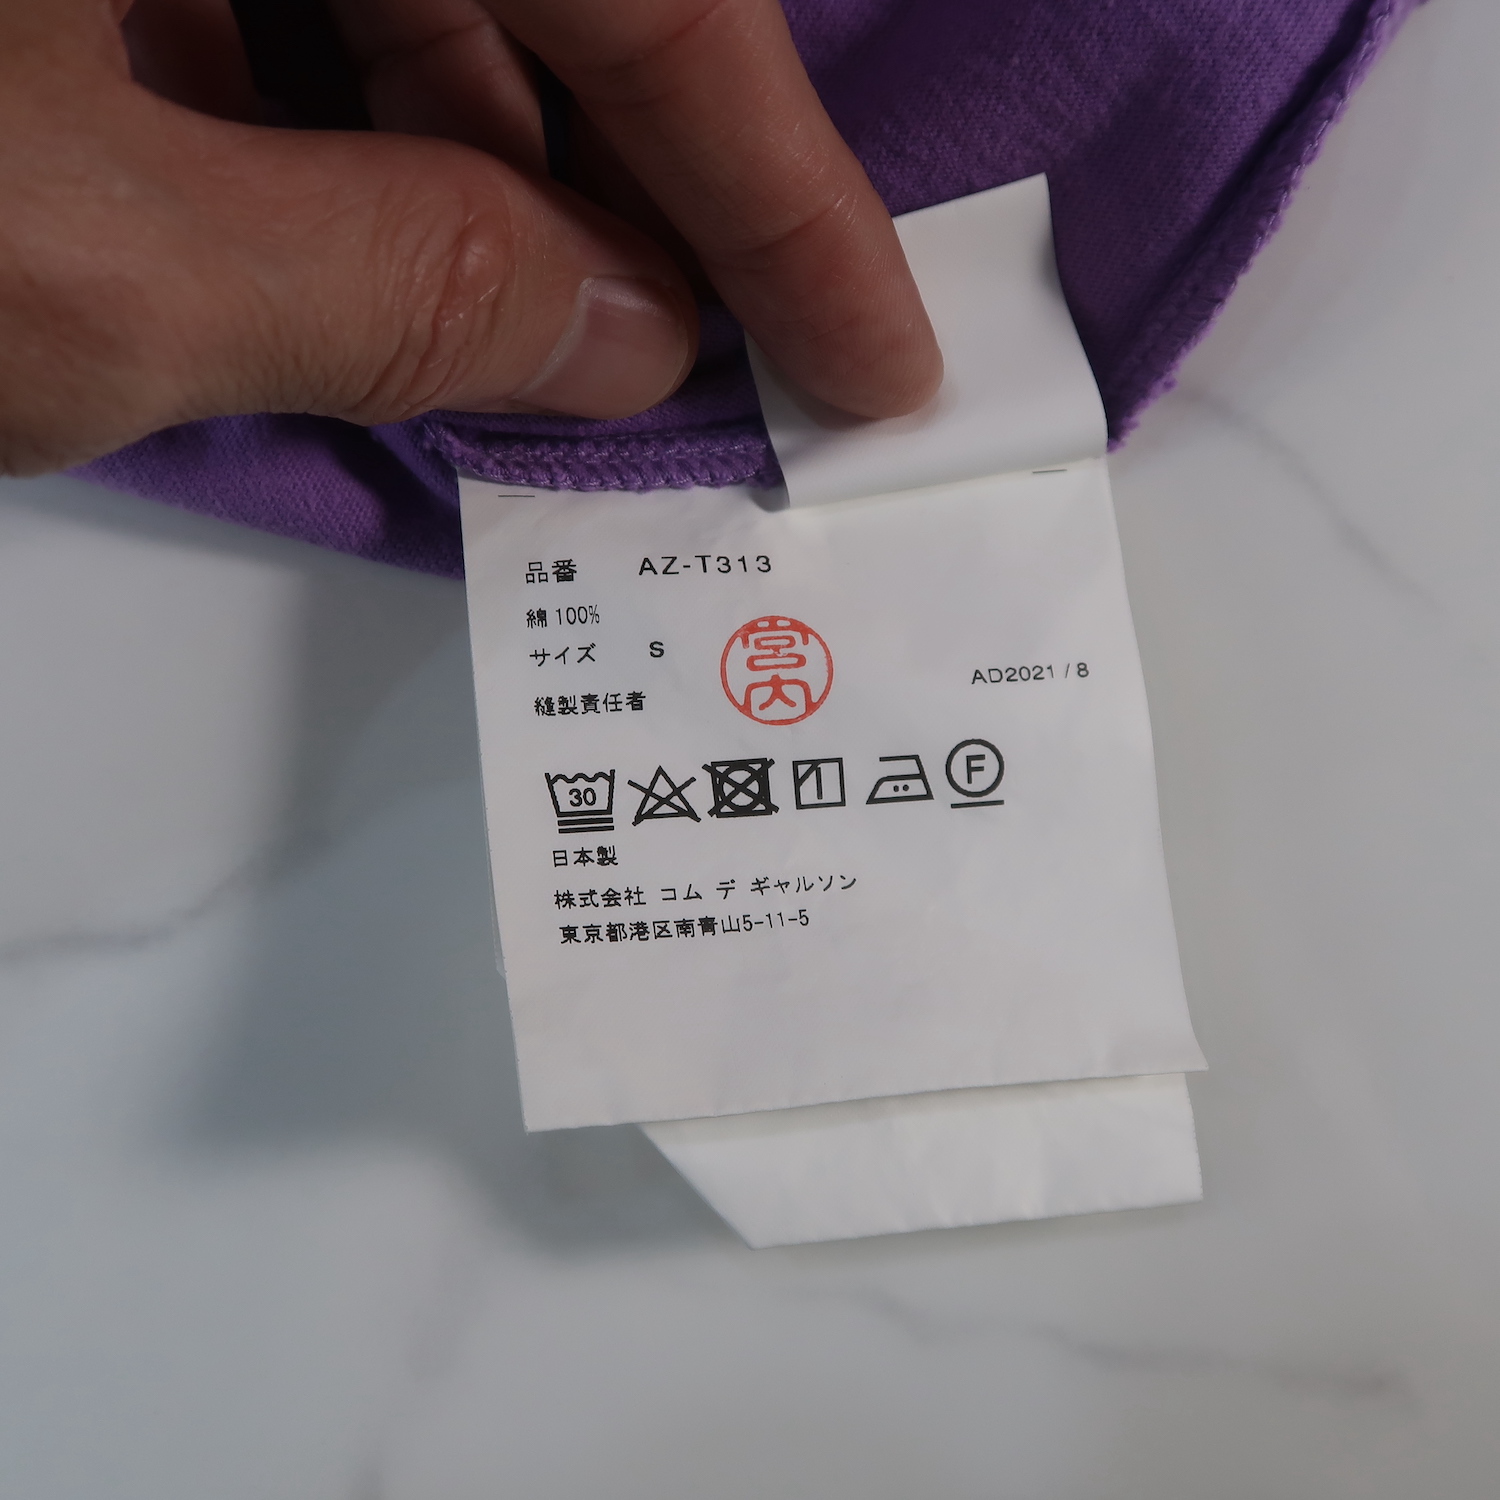 品番 AZ-T313
綿 100%
サイズ S
縫製責任者 宮内
AD2021 / 8
30
F
日本製
株式会社 コム デ ギャルソン
東京都港区南青山5-11-5